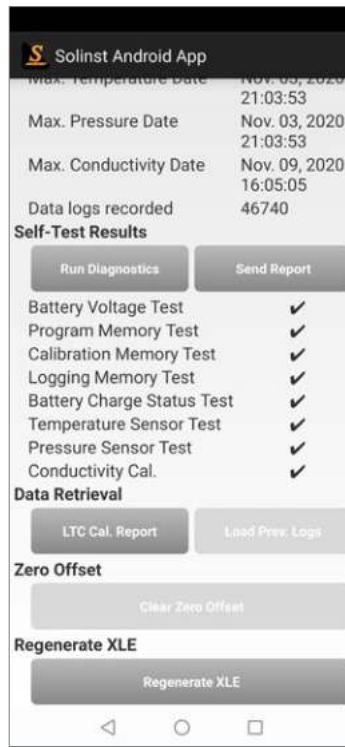 S Solinst Android App
Max. Temperature Date Nov. 03, 2020
21:03:53
Max. Pressure Date Nov. 03, 2020
21:03:53
Max. Conductivity Date Nov. 09, 2020
16:05:05
Data logs recorded 46740
Self-Test Results
Run Diagnostics Send Report
Battery Voltage Test ✔
Program Memory Test ✔
Calibration Memory Test ✔
Logging Memory Test ✔
Battery Charge Status Test ✔
Temperature Sensor Test ✔
Pressure Sensor Test ✔
Conductivity Cal. ✔
Data Retrieval
LTC Cal. Report Load Prev. Logs
Zero Offset
Clear Zero Offset
Regenerate XLE
Regenerate XLE